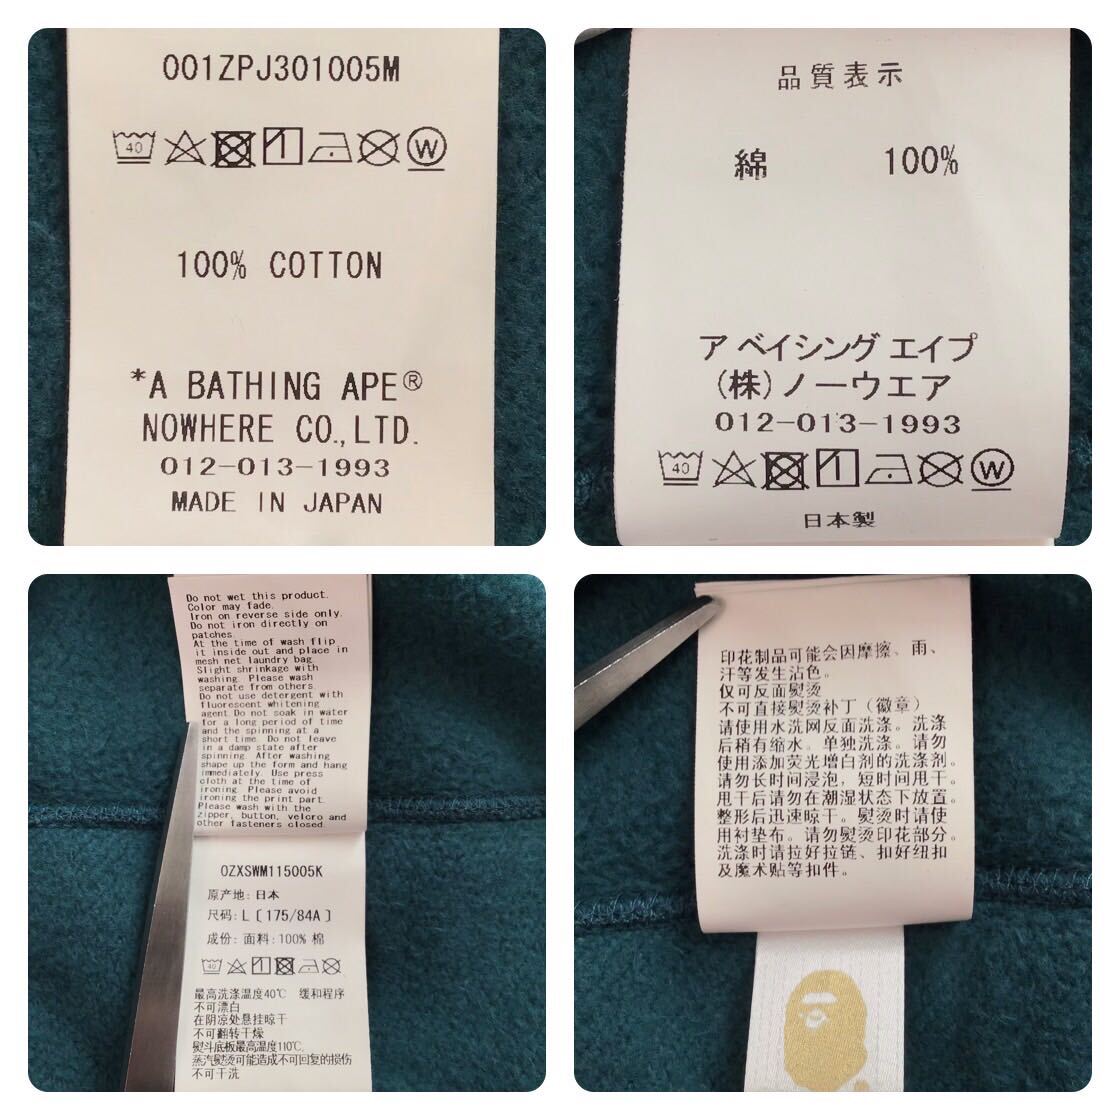 001ZPJ301005M
40
W
100% COTTON
*A BATHING APE®
NOWHERE CO.,LTD.
012-013-1993
MADE IN JAPAN
品質表示
綿 100%
ア ベイシング エイプ
(株)ノーウエア
012-013-1993
40
W
日本製
Do not wet this product.
Color may fade.
Iron on reverse side only.
Do not iron directly on
patches.
At the time of wash flip
it inside out and place in
mesh net laundry bag.
Slight shrinkage with
washing. Please wash
separate from others.
Do not use detergent with
fluorescent whitening
agent.Do not soak in water
for a long period of time
and the spinning at a
short time. Do not leave
in a damp state after
spinning. After washing
shape up the form and hang
immediately. Use press
cloth at the time of
ironing. Please avoid
ironing the print part.
Please wash with the
zipper, button, velcro and
other fasteners closed.
OZXSWM115005K
原产地: 日本
尺码: L [175/84A]
成份: 面料:100% 棉
40
最高洗涤温度40℃ 缓和程序
不可漂白
在阴凉处悬挂晾干
不可翻转干燥
熨斗底板最高温度110℃,
蒸汽熨烫可能造成不可回复的损伤
不可干洗
印花制品可能会因摩擦、雨、
汗等发生沾色。
仅可反面熨烫
不可直接熨烫补丁（徽章）
请使用水洗网反面洗涤。洗涤
后稍有缩水。单独洗涤。请勿
使用添加荧光增白剂的洗涤剂。
请勿长时间浸泡，短时间甩干。
甩干后请勿在潮湿状态下放置。
整形后迅速晾干。熨烫时请使
用衬垫布。请勿熨烫印花部分。
洗涤时请拉好拉链、扣好纽扣
及魔术贴等扣件。